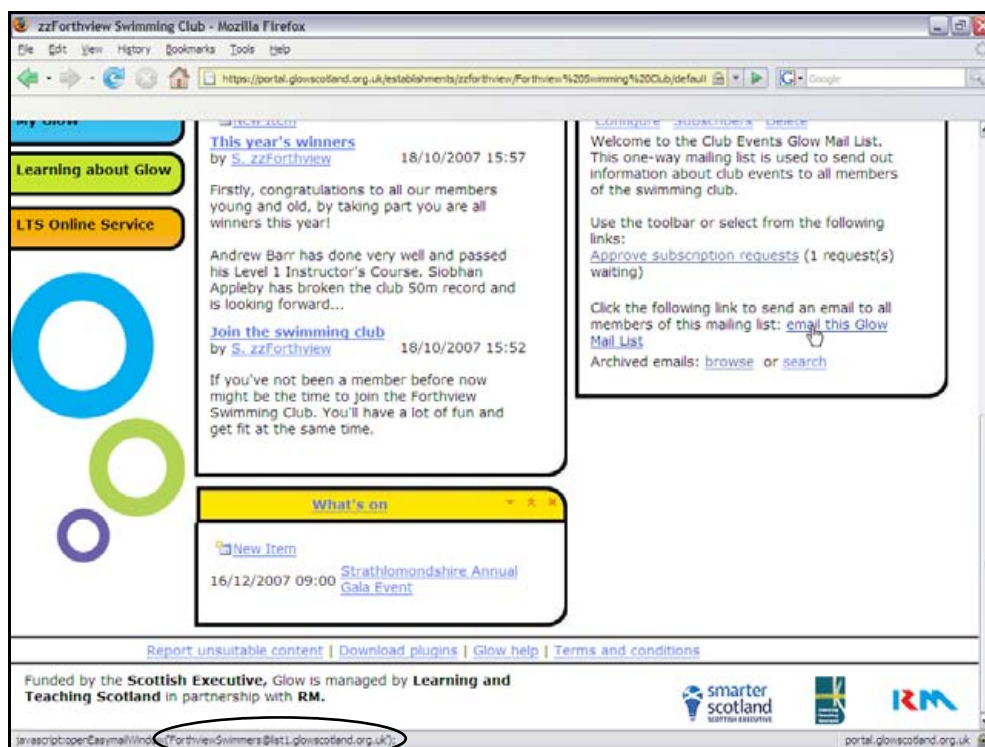 zzForthview Swimming Club - Mozilla Firefox
File Edit View History Bookmarks Tools Help
https://portal.glowscotland.org.uk/establishments/zzforthview/Forthview%20Swimming%20Club/default
Google
My Glow
Learning about Glow
LTS Online Service
New Item
This year's winners
by S. zzForthview 18/10/2007 15:57
Firstly, congratulations to all our members
young and old, by taking part you are all
winners this year!
Andrew Barr has done very well and passed
his Level 1 Instructor's Course, Siobhan
Appleby has broken the club 50m record and
is looking forward...
Join the swimming club
by S. zzForthview 18/10/2007 15:52
If you've not been a member before now
might be the time to join the Forthview
Swimming Club. You'll have a lot of fun and
get fit at the same time.
What's on
New Item
16/12/2007 09:00 Strathlomondshire Annual
Gala Event
Configure Subscribers Delete
Welcome to the Club Events Glow Mail List.
This one-way mailing list is used to send out
information about club events to all members
of the swimming club.
Use the toolbar or select from the following
links:
Approve subscription requests (1 request(s)
waiting)
Click the following link to send an email to all
members of this mailing list: email this Glow
Mail List
Archived emails: browse or search
Report unsuitable content | Download plugins | Glow help | Terms and conditions
Funded by the Scottish Executive, Glow is managed by Learning and
Teaching Scotland in partnership with RM.
smarter
scotland
SCOTTISH EXECUTIVE
RM
javascript:openEasymailWindow('ForthviewSwimmers@list1.glowscotland.org.uk');
portal.glowscotland.org.uk